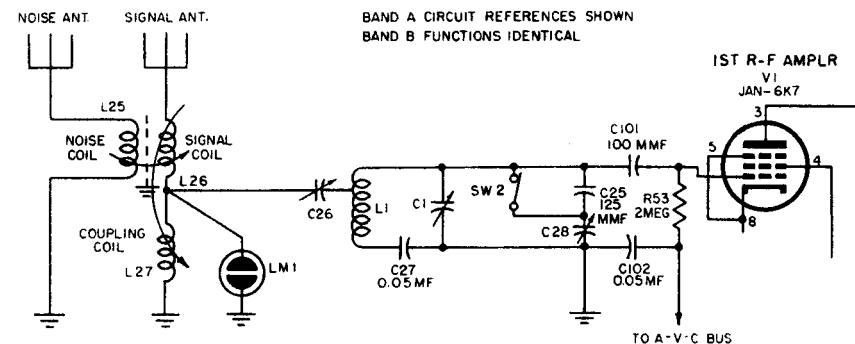 NOISE ANT.
SIGNAL ANT.
BAND A CIRCUIT REFERENCES SHOWN
BAND B FUNCTIONS IDENTICAL
1ST R-F AMPLR
V1
JAN-6K7
3
L25
NOISE
COIL
SIGNAL
COIL
L26
C101
100 MMF
5
4
8
C26
L1
C1
SW2
C25
125
MMF
C28
R53
2MEG
COUPLING
COIL
L27
LM1
C27
0.05MF
C102
0.05MF
TO A-V-C BUS